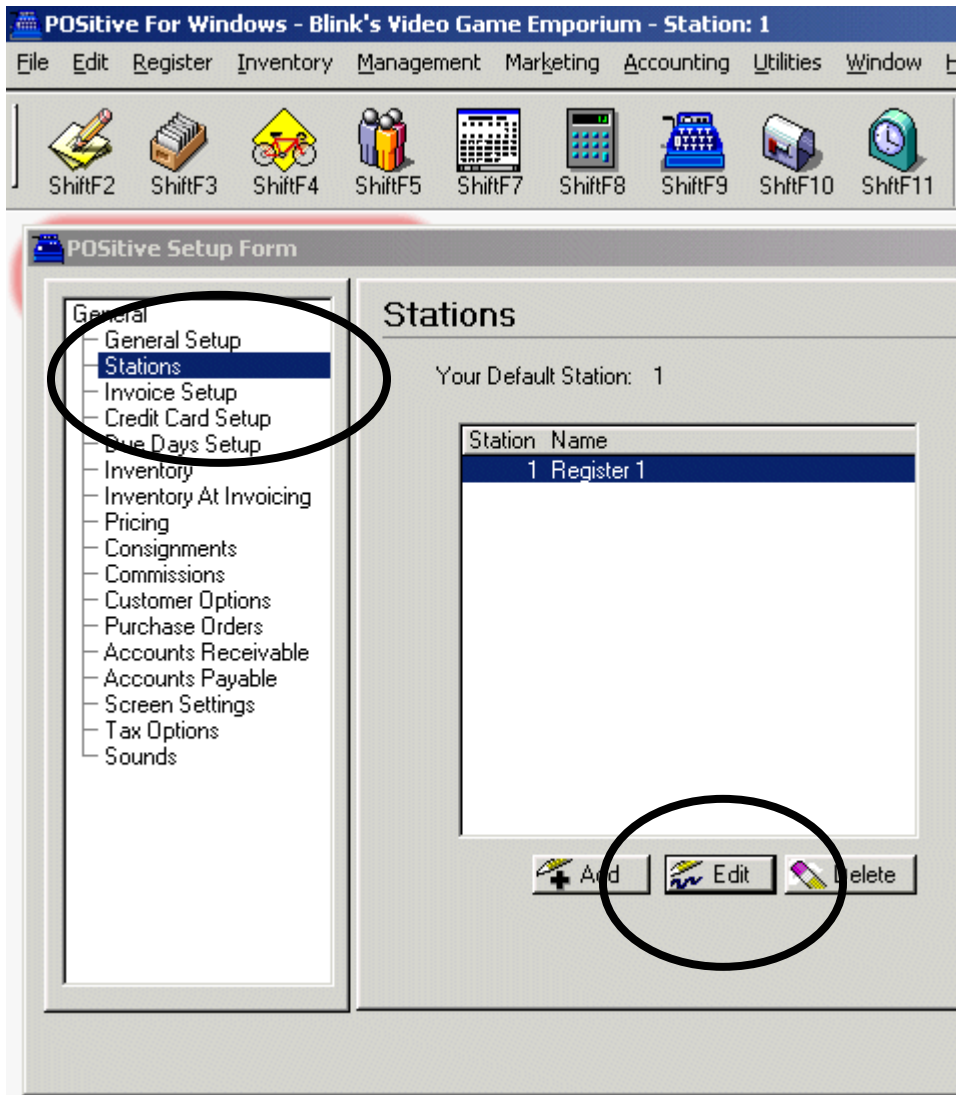 POSitive For Windows - Blink's Video Game Emporium - Station: 1
File Edit Register Inventory Management Marketing Accounting Utilities Window
ShiftF2 ShiftF3 ShiftF4 ShiftF5 ShiftF7 ShiftF8 ShiftF9 ShftF10 ShftF11
POSitive Setup Form
General
General Setup
Stations
Invoice Setup
Credit Card Setup
Due Days Setup
Inventory
Inventory At Invoicing
Pricing
Consignments
Commissions
Customer Options
Purchase Orders
Accounts Receivable
Accounts Payable
Screen Settings
Tax Options
Sounds
Stations
Your Default Station: 1
Station Name
1 Register 1
Add Edit Delete